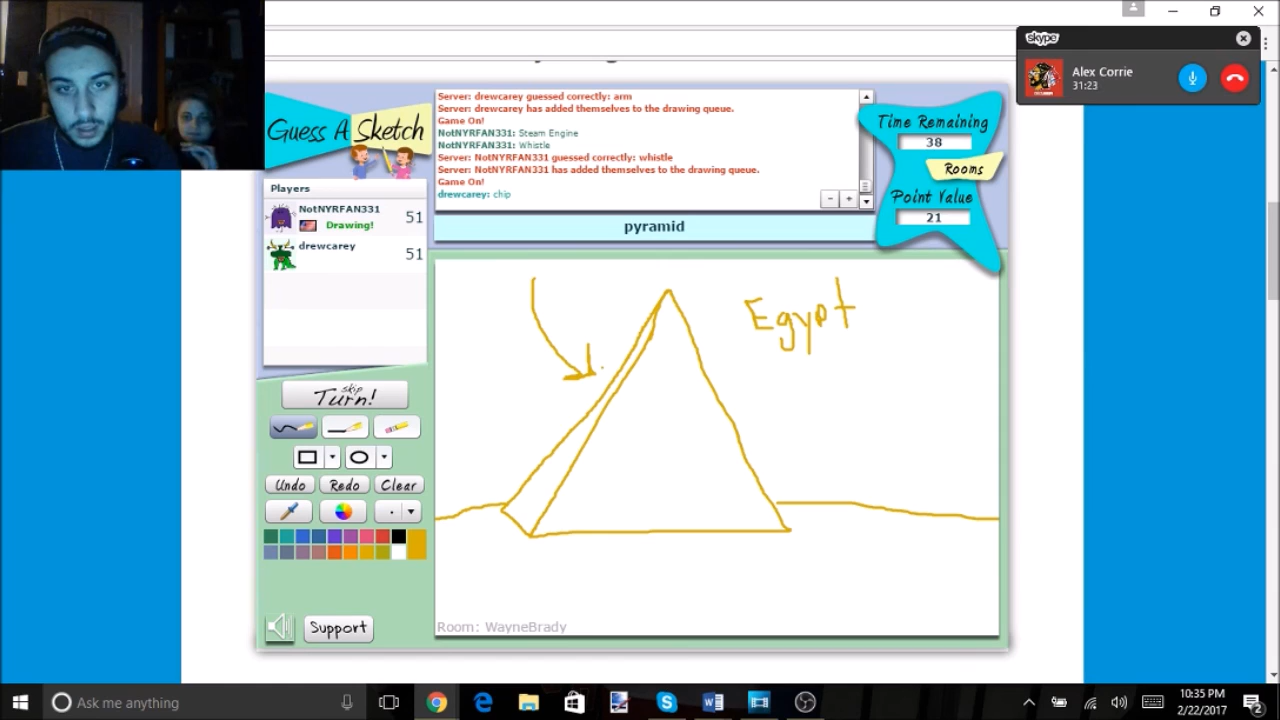 skype
Alex Corrie
31:23
Guess A Sketch
Server: drewcarey guessed correctly: arm
Server: drewcarey has added themselves to the drawing queue.
Game On!
NotNYRFAN331: Steam Engine
NotNYRFAN331: Whistle
Server: NotNYRFAN331 guessed correctly: whistle
Server: NotNYRFAN331 has added themselves to the drawing queue.
Game On!
drewcarey: chip
- +
Time Remaining
38
Rooms
Point Value
21
pyramid
Players
NotNYRFAN331 51
Drawing!
drewcarey 51
Egypt
skip
Turn!
Undo Redo Clear
Support
Room: WayneBrady
Ask me anything
10:35 PM
2/22/2017
2